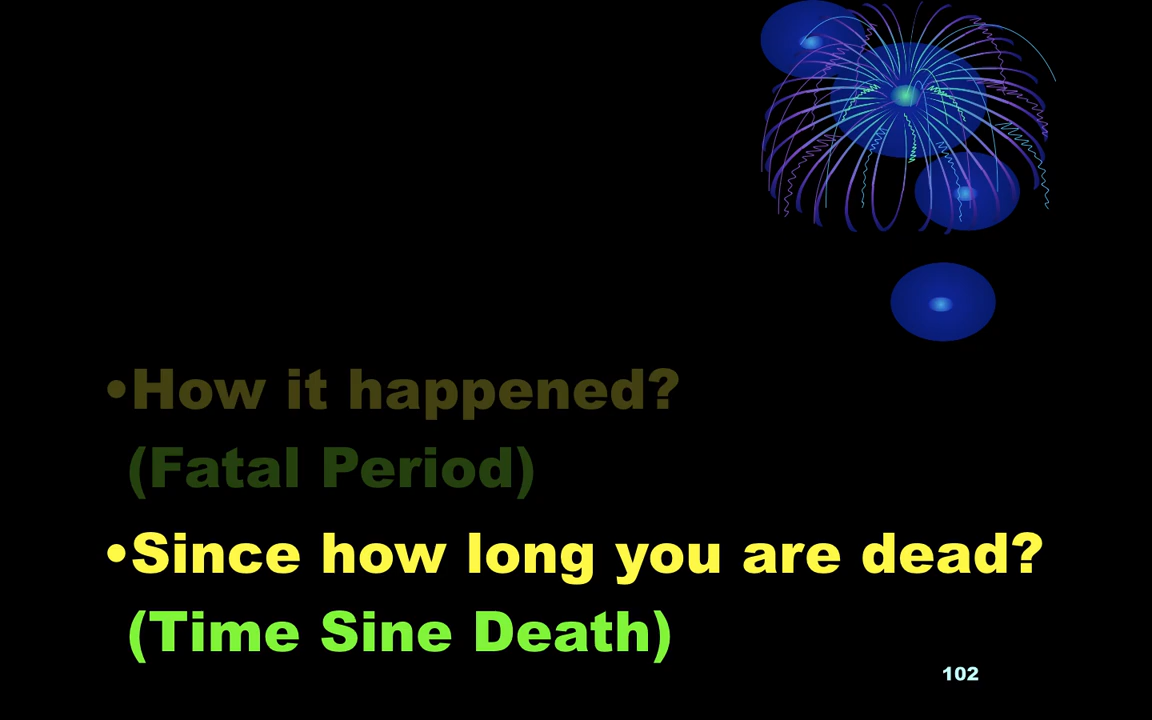 •How it happened?
(Fatal Period)
•Since how long you are dead?
(Time Sine Death)
102